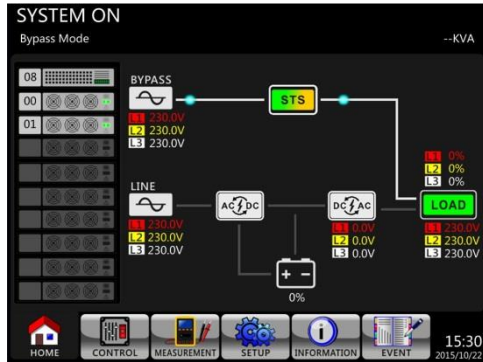 SYSTEM ON
Bypass Mode
--KVA
08
00
01
BYPASS
L1 230.0V
L2 230.0V
L3 230.0V
STS
L1 0%
L2 0%
L3 0%
LINE
L1 230.0V
L2 230.0V
L3 230.0V
AC DC
DC AC
L1 0.0V
L2 0.0V
L3 0.0V
LOAD
L1 230.0V
L2 230.0V
L3 230.0V
+ -
0%
HOME
CONTROL
MEASUREMENT
SETUP
INFORMATION
EVENT
15:30
2015/10/22